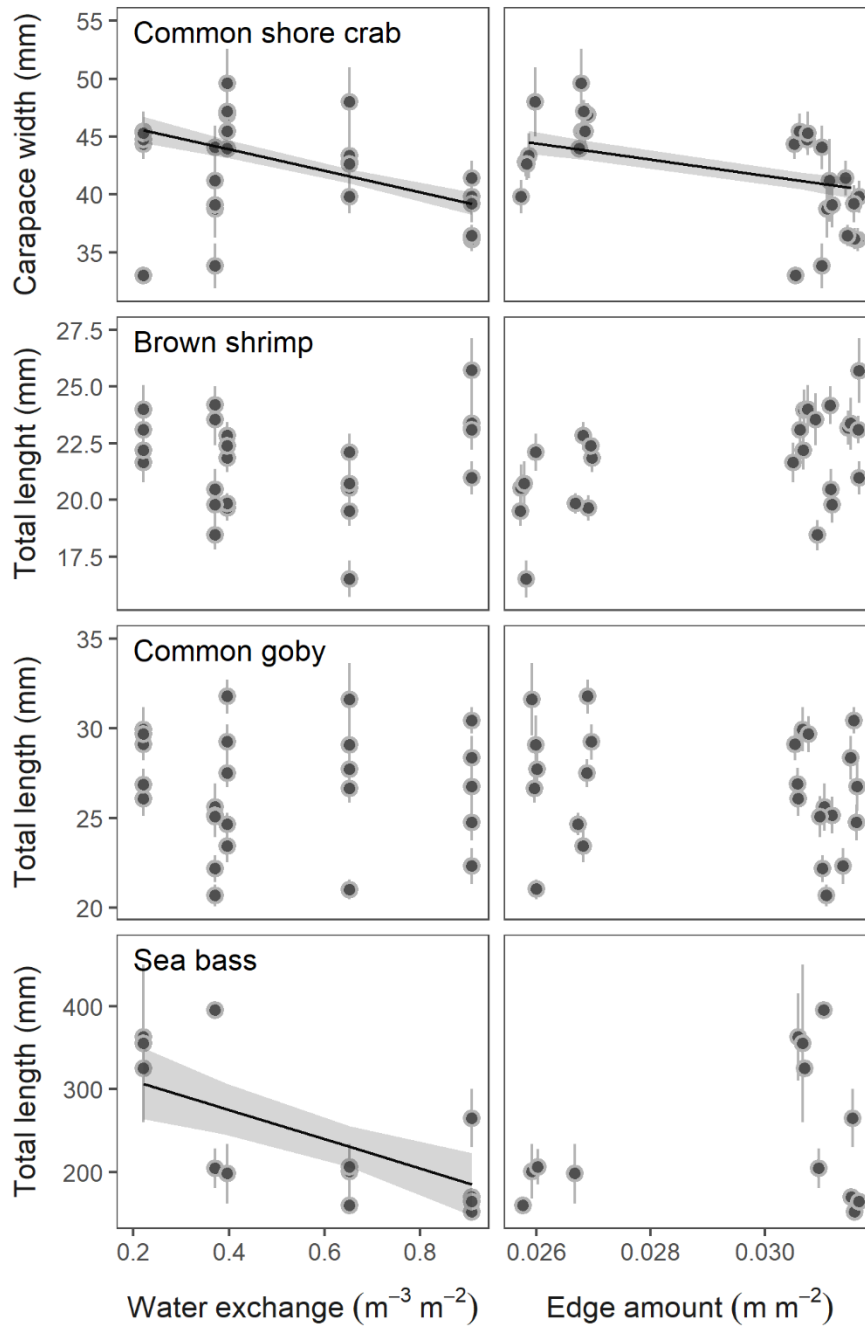 Common shore crab
Carapace width (mm)
55
50
45
40
35
Brown shrimp
Total lenght (mm)
27.5
25.0
22.5
20.0
17.5
Common goby
Total length (mm)
35
30
25
20
Sea bass
Total length (mm)
400
300
200
0.2 0.4 0.6 0.8 0.026 0.028 0.030
Water exchange (m⁻³ m⁻²) Edge amount (m m⁻²)